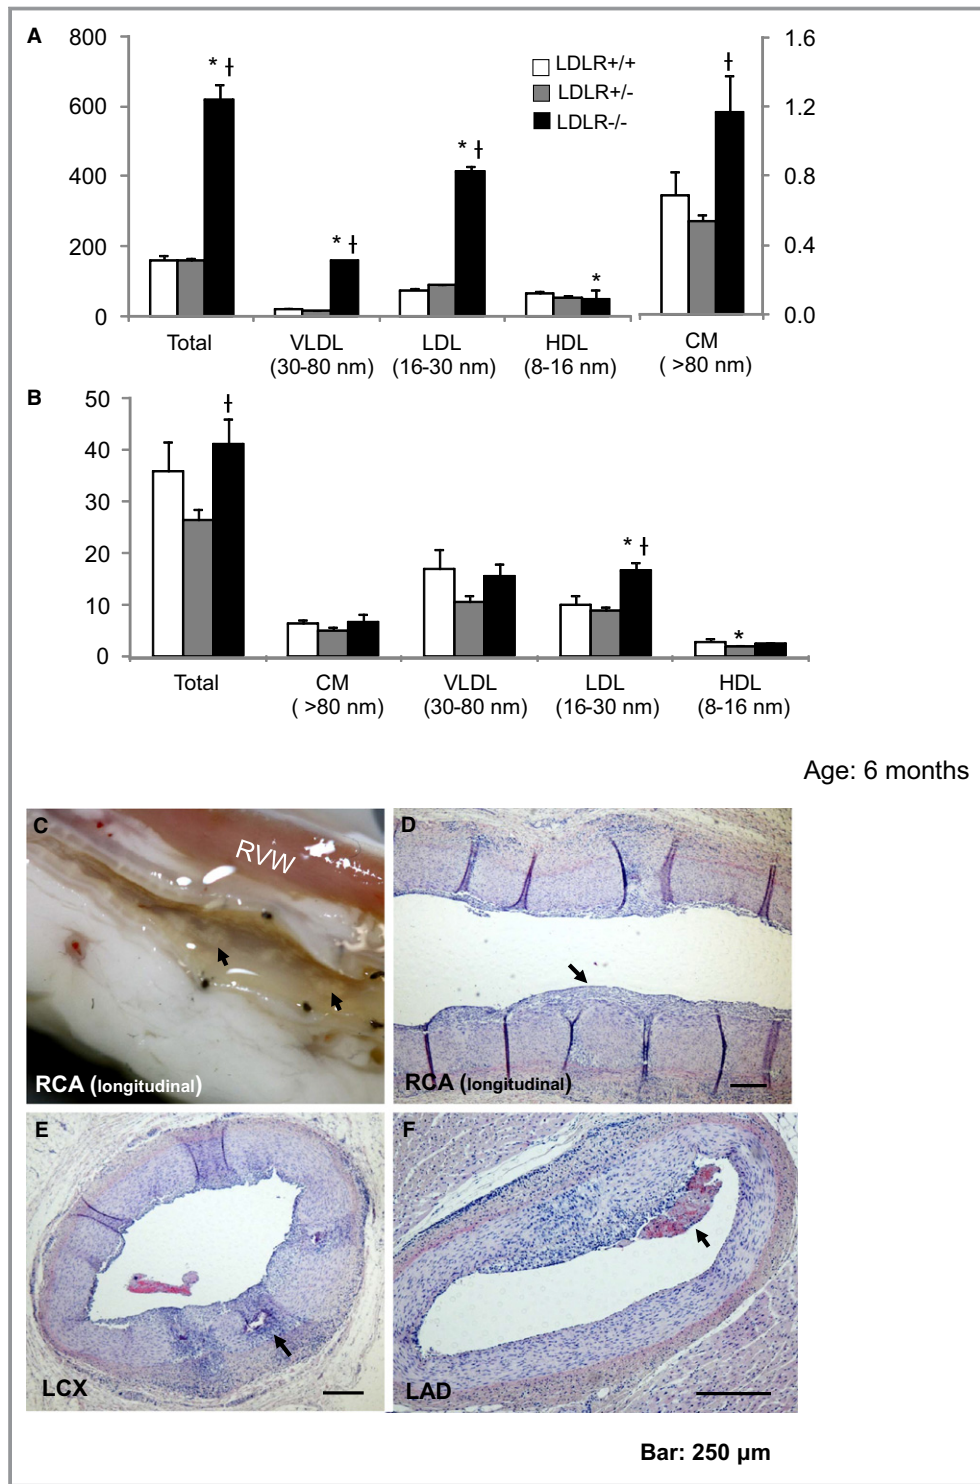 A
800
600
400
200
0
* ƚ
* ƚ
* ƚ
*
ƚ
LDLR+/+
LDLR+/-
LDLR-/-
1.6
1.2
0.8
0.4
0.0
Total
VLDL
(30-80 nm)
LDL
(16-30 nm)
HDL
(8-16 nm)
CM
( >80 nm)
B
50
40
30
20
10
0
ƚ
* ƚ
*
Total
CM
( >80 nm)
VLDL
(30-80 nm)
LDL
(16-30 nm)
HDL
(8-16 nm)
Age: 6 months
C
RVW
RCA (longitudinal)
D
RCA (longitudinal)
E
LCX
F
LAD
Bar: 250 µm